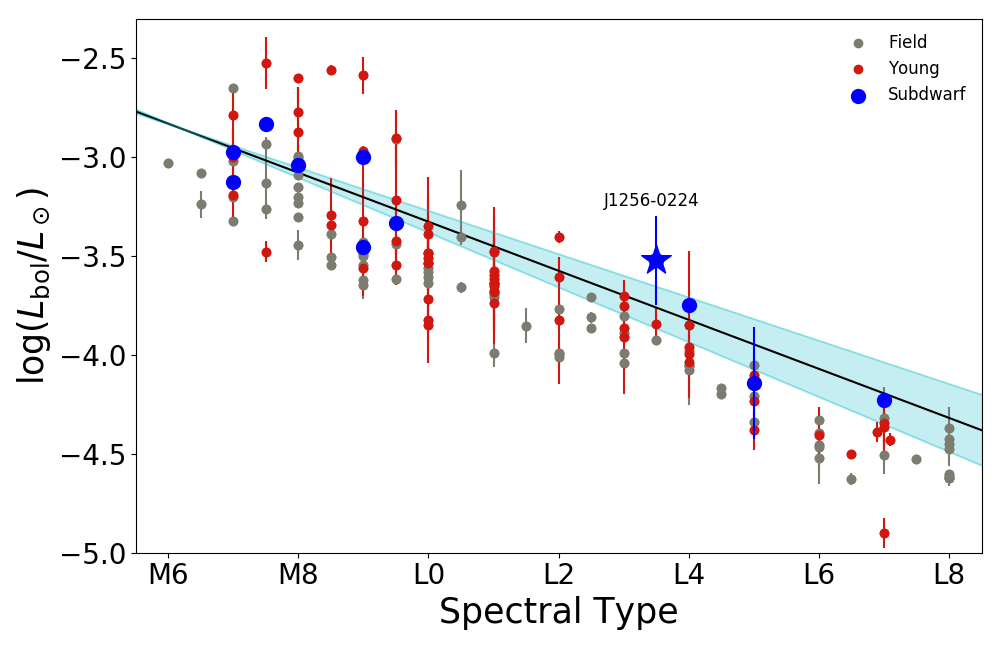 −2.5
−3.0
−3.5
−4.0
−4.5
−5.0
log(L_bol/L_⊙)
Field
Young
Subdwarf
J1256-0224
M6 M8 L0 L2 L4 L6 L8
Spectral Type